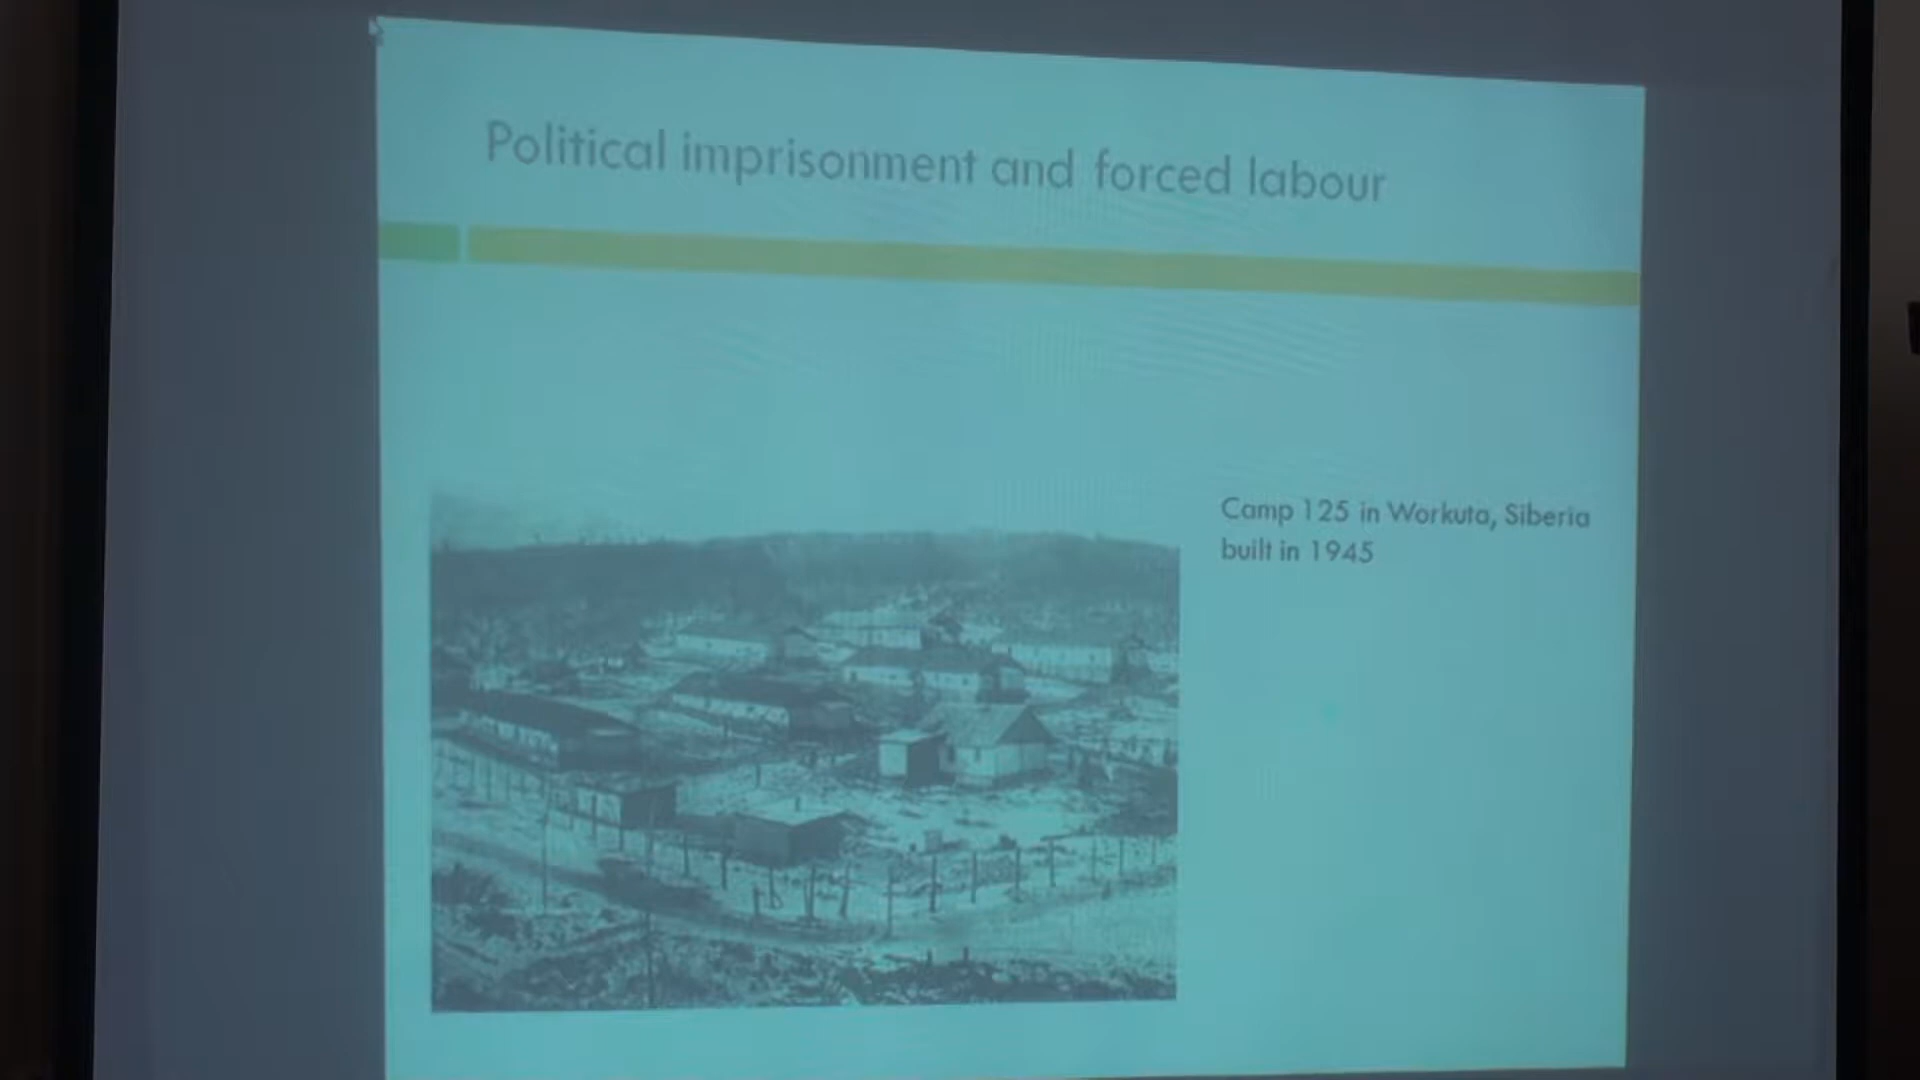 Political imprisonment and forced labour
Camp 125 in Workuta, Siberia
built in 1945